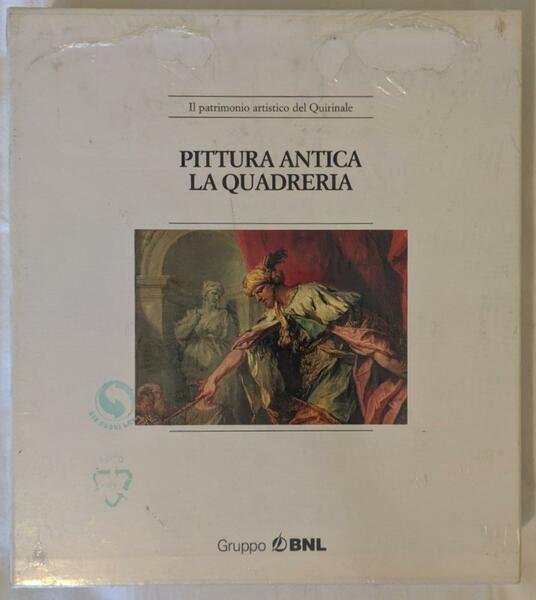 Il patrimonio artistico del Quirinale
PITTURA ANTICA
LA QUADRERIA
Gruppo BNL